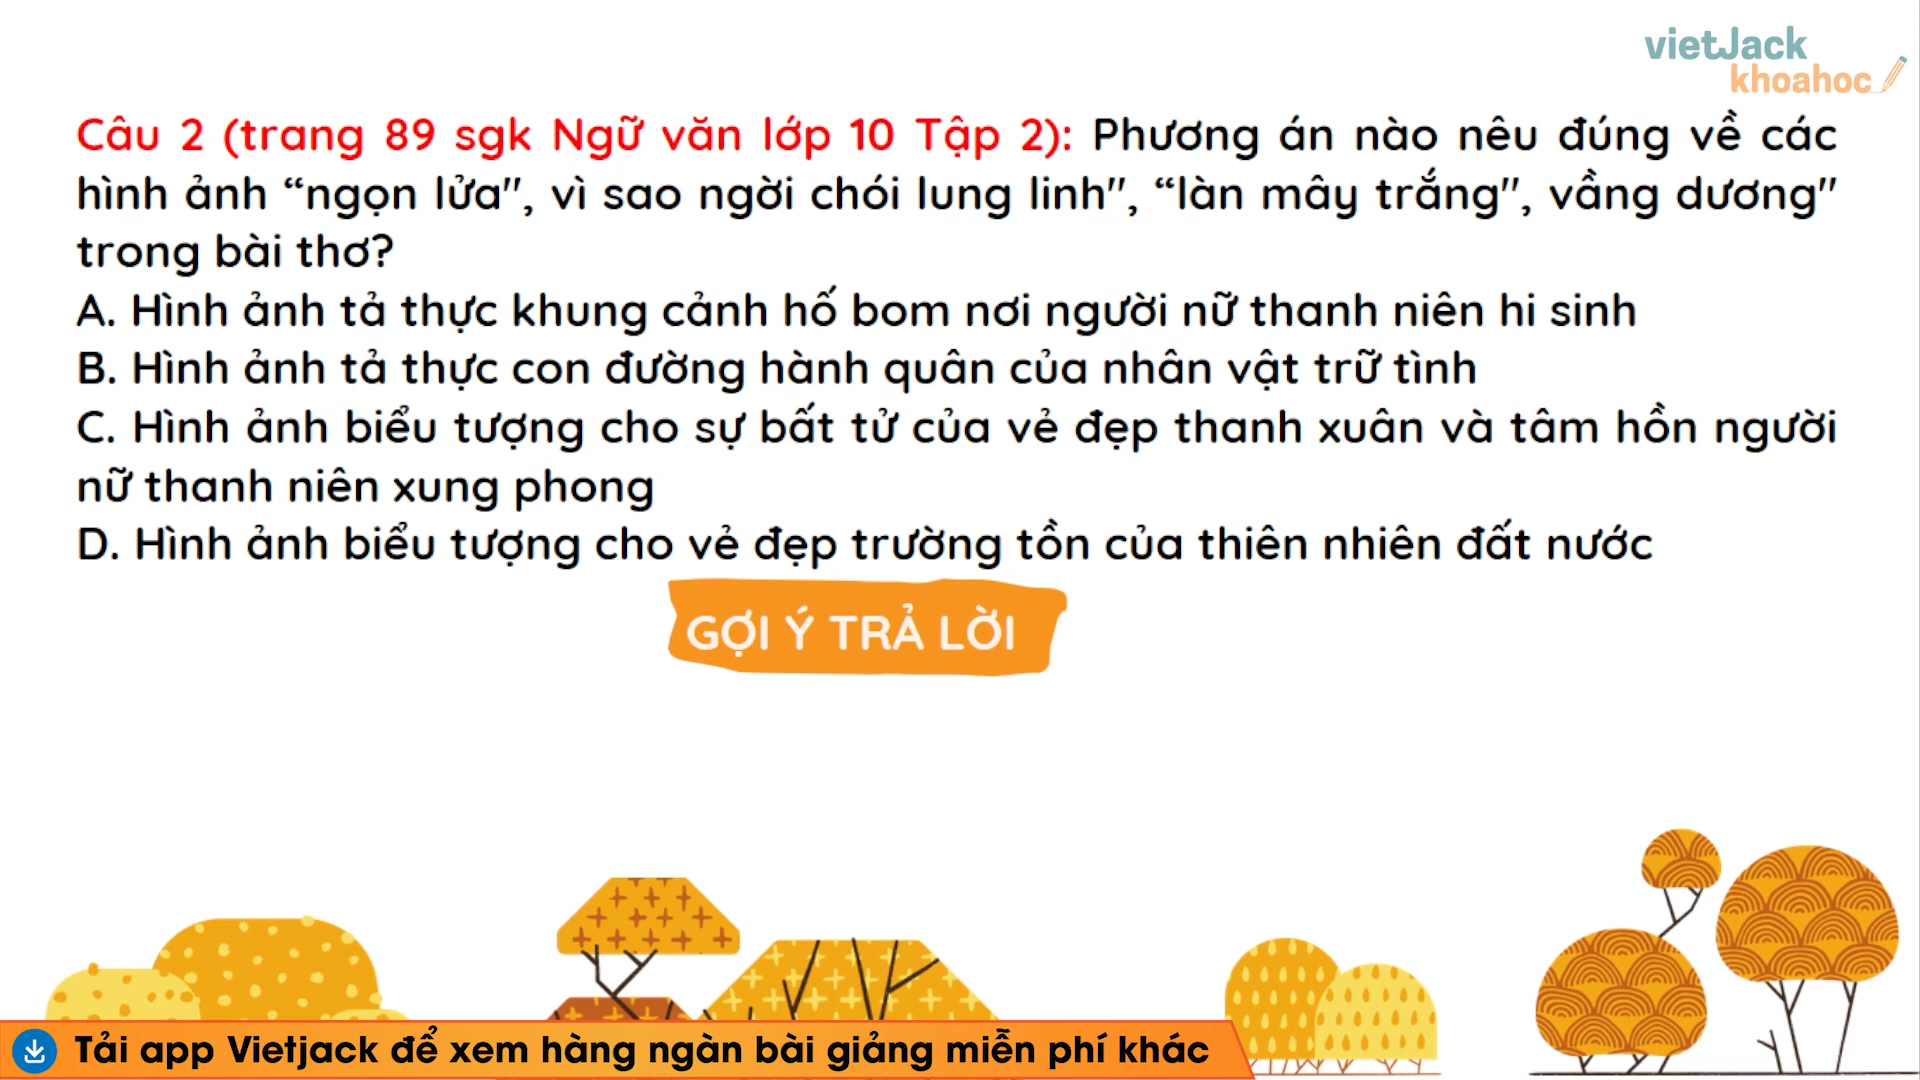 vietJack
khoahoc
Câu 2 (trang 89 sgk Ngữ văn lớp 10 Tập 2): Phương án nào nêu đúng về các
hình ảnh “ngọn lửa", vì sao ngời chói lung linh", “làn mây trắng", vầng dương"
trong bài thơ?
A. Hình ảnh tả thực khung cảnh hố bom nơi người nữ thanh niên hi sinh
B. Hình ảnh tả thực con đường hành quân của nhân vật trữ tình
C. Hình ảnh biểu tượng cho sự bất tử của vẻ đẹp thanh xuân và tâm hồn người
nữ thanh niên xung phong
D. Hình ảnh biểu tượng cho vẻ đẹp trường tồn của thiên nhiên đất nước
GỢI Ý TRẢ LỜI
Tải app Vietjack để xem hàng ngàn bài giảng miễn phí khác